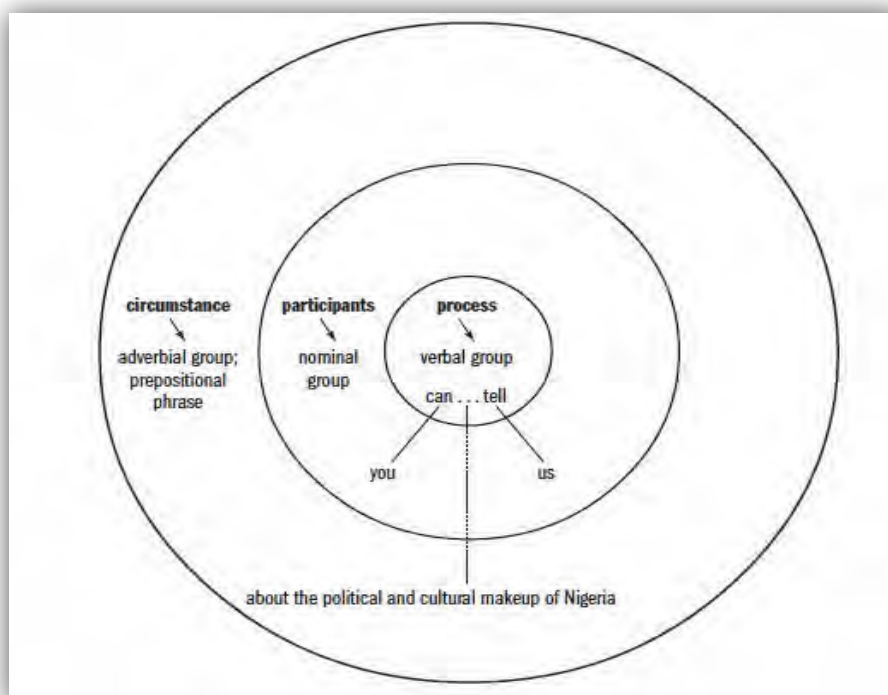 circumstance participants process
adverbial group; nominal verbal group
prepositional group
phrase
can . . . tell
you us
about the political and cultural makeup of Nigeria